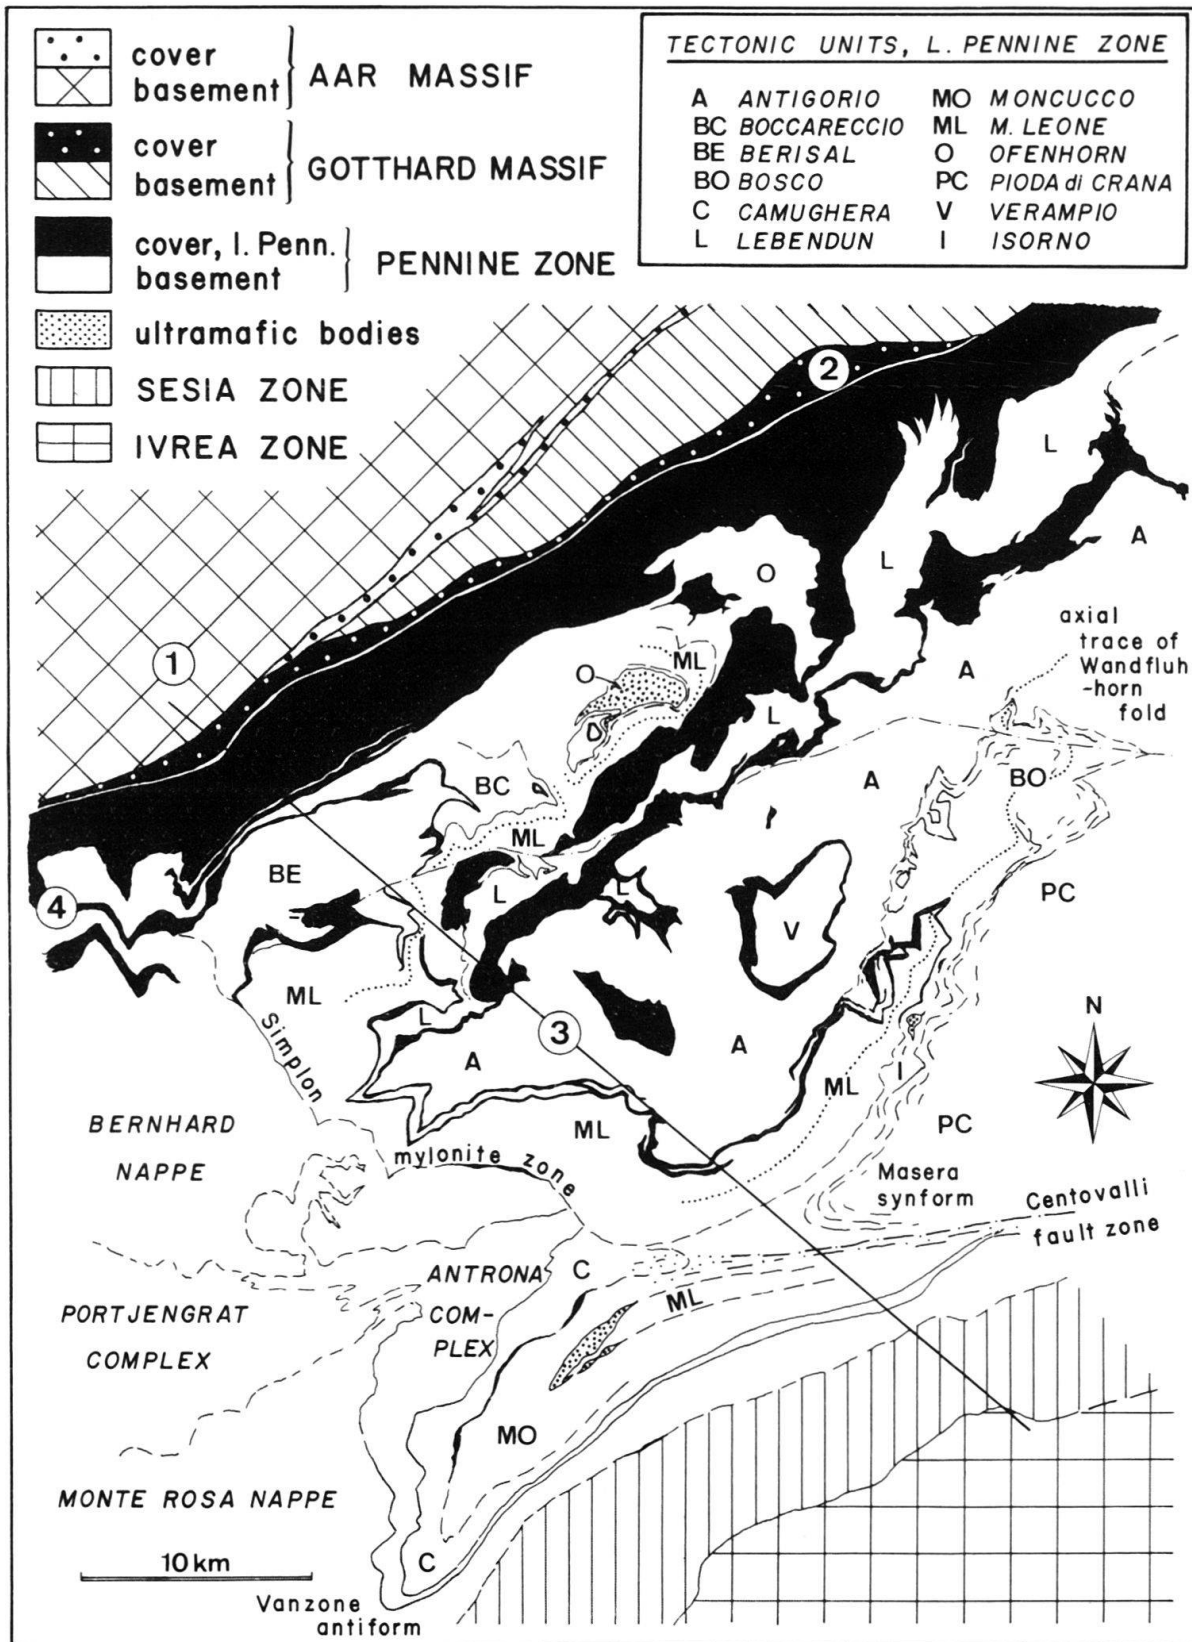 cover
basement
AAR MASSIF
cover
basement
GOTTHARD MASSIF
cover, l. Penn.
basement
PENNINE ZONE
ultramafic bodies
SESIA ZONE
IVREA ZONE
TECTONIC UNITS, L. PENNINE ZONE
A ANTIGORIO
BC BOCCARECCIO
BE BERISAL
BO BOSCO
C CAMUGHERA
L LEBENDUN
MO MONCUCCO
ML M. LEONE
O OFENHORN
PC PIODA di CRANA
V VERAMPIO
I ISORNO
2
L
A
L
O
axial
trace of
Wandfluh
-horn
fold
1
ML
O
A
L
BC
A
BO
ML
BE
L
L
PC
4
V
ML
L
3
A
A
N
Simplon
ML
I
BERNHARD
NAPPE
ML
PC
mylonite zone
Masera
synform
Centovalli
fault zone
ANTRONA
COM-
PLEX
C
ML
PORTJENGRAT
COMPLEX
MO
MONTE ROSA NAPPE
10 km
C
Vanzone
antiform